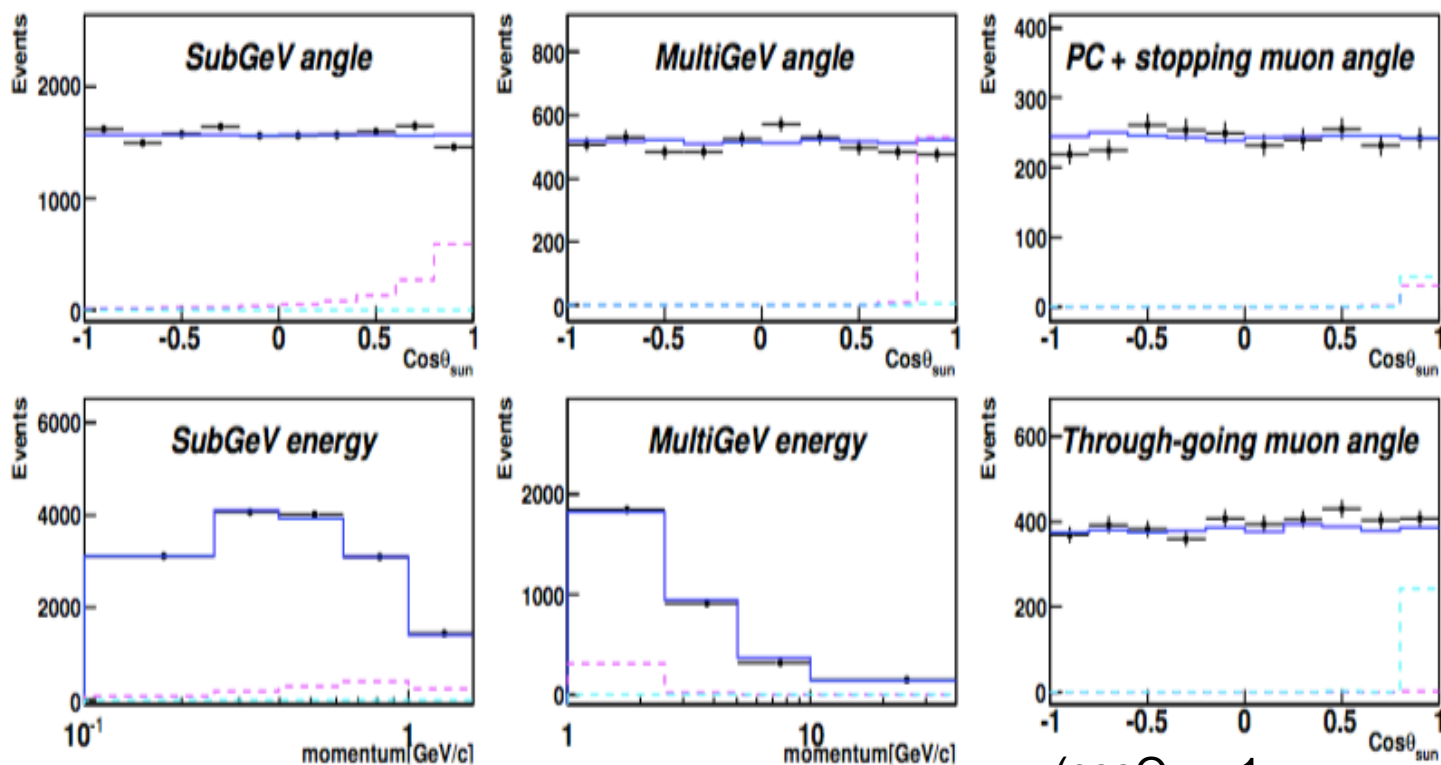 Events
SubGeV angle
2000
1000
0
-1
-0.5
0
0.5
1
Cosθsun
Events
MultiGeV angle
800
600
400
200
0
-1
-0.5
0
0.5
1
Cosθsun
Events
PC + stopping muon angle
400
300
200
100
0
-1
-0.5
0
0.5
1
Cosθsun
Events
SubGeV energy
6000
4000
2000
0
10-1
1
momentum[GeV/c]
Events
MultiGeV energy
2000
1000
0
1
10
momentum[GeV/c]
Events
Through-going muon angle
600
400
200
0
-1
-0.5
0
0.5
1
Cosθsun